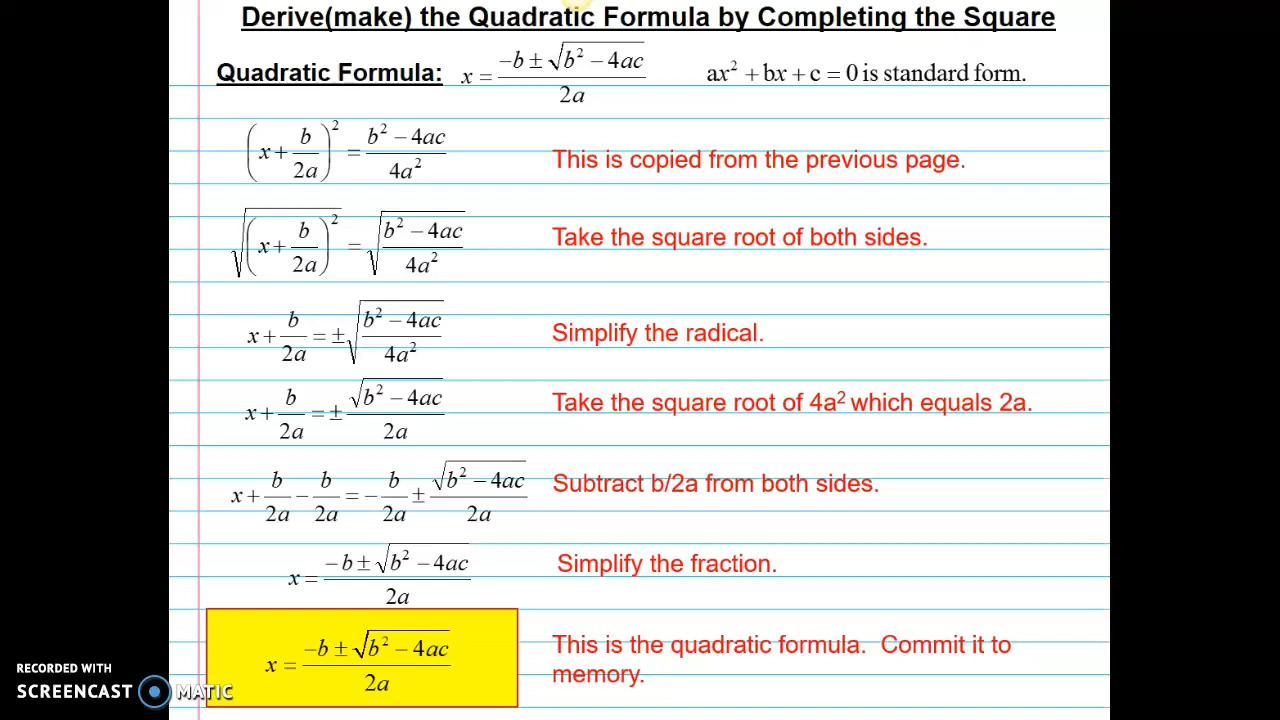 Derive(make) the Quadratic Formula by Completing the Square
Quadratic Formula: x = (-b ± √(b² - 4ac)) / 2a    ax² + bx + c = 0 is standard form.
(x + b/2a)² = (b² - 4ac) / 4a²    This is copied from the previous page.
√((x + b/2a)²) = √((b² - 4ac) / 4a²)    Take the square root of both sides.
x + b/2a = ± √((b² - 4ac) / 4a²)    Simplify the radical.
x + b/2a = ± √(b² - 4ac) / 2a    Take the square root of 4a² which equals 2a.
x + b/2a - b/2a = - b/2a ± √(b² - 4ac) / 2a    Subtract b/2a from both sides.
x = (-b ± √(b² - 4ac)) / 2a    Simplify the fraction.
x = (-b ± √(b² - 4ac)) / 2a    This is the quadratic formula. Commit it to
memory.
RECORDED WITH
SCREENCAST MATIC